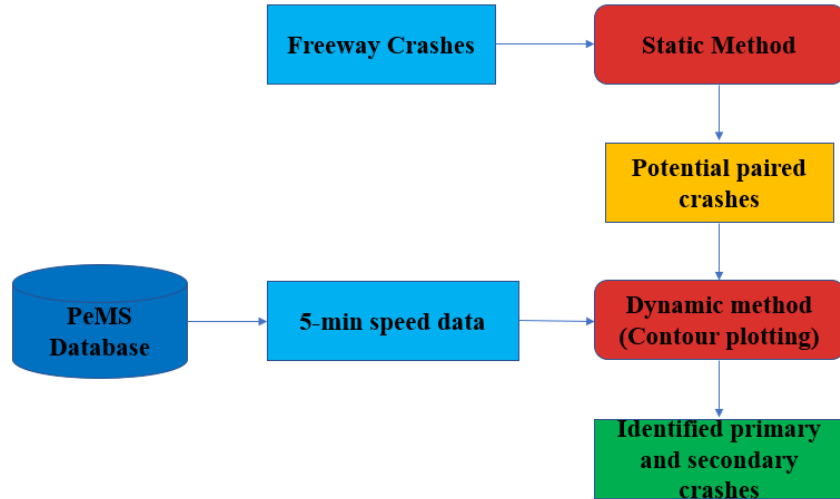 Freeway Crashes
Static Method
Potential paired
crashes
PeMS
Database
5-min speed data
Dynamic method
(Contour plotting)
Identified primary
and secondary
crashes